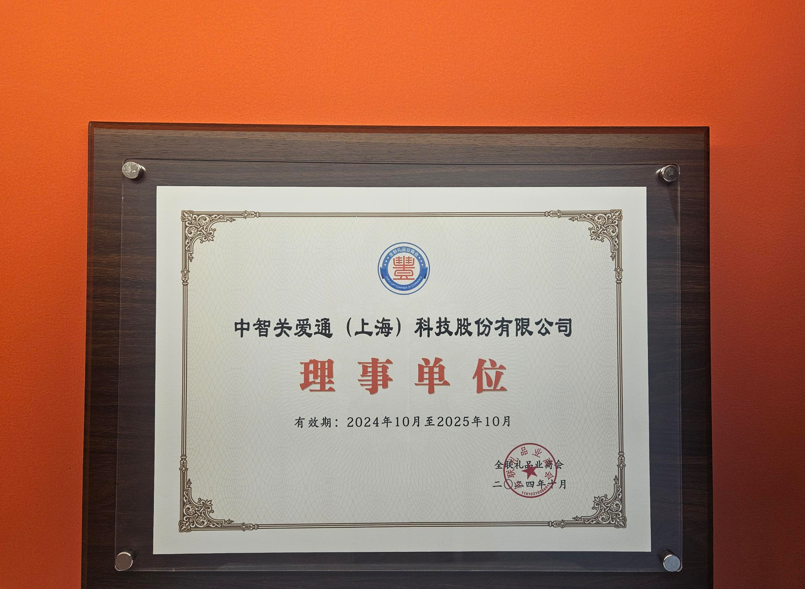 中智关爱通（上海）科技股份有限公司
理事单位
有效期：2024年10月至2025年10月
全联礼品业商会
二〇二四年十月